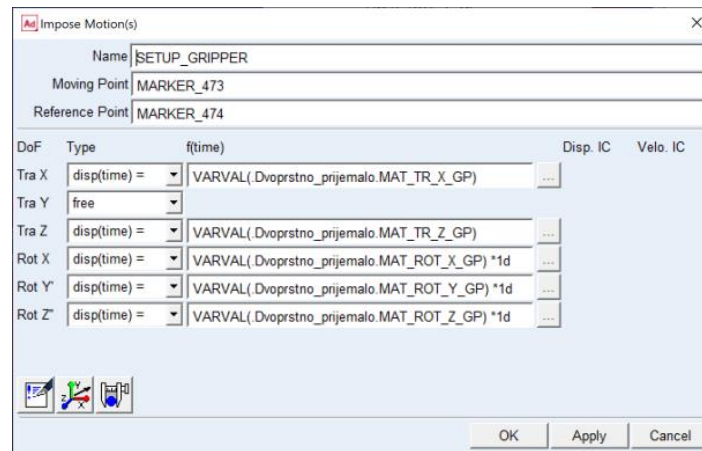 Ad Impose Motion(s)
Name SETUP_GRIPPER
Moving Point MARKER_473
Reference Point MARKER_474
DoF Type f(time) Disp. IC Velo. IC
Tra X disp(time) = VARVAL(.Dvoprstno_prijemalo.MAT_TR_X_GP) ...
Tra Y free
Tra Z disp(time) = VARVAL(.Dvoprstno_prijemalo.MAT_TR_Z_GP) ...
Rot X disp(time) = VARVAL(.Dvoprstno_prijemalo.MAT_ROT_X_GP) *1d ...
Rot Y' disp(time) = VARVAL(.Dvoprstno_prijemalo.MAT_ROT_Y_GP) *1d ...
Rot Z" disp(time) = VARVAL(.Dvoprstno_prijemalo.MAT_ROT_Z_GP) *1d ...
OK Apply Cancel